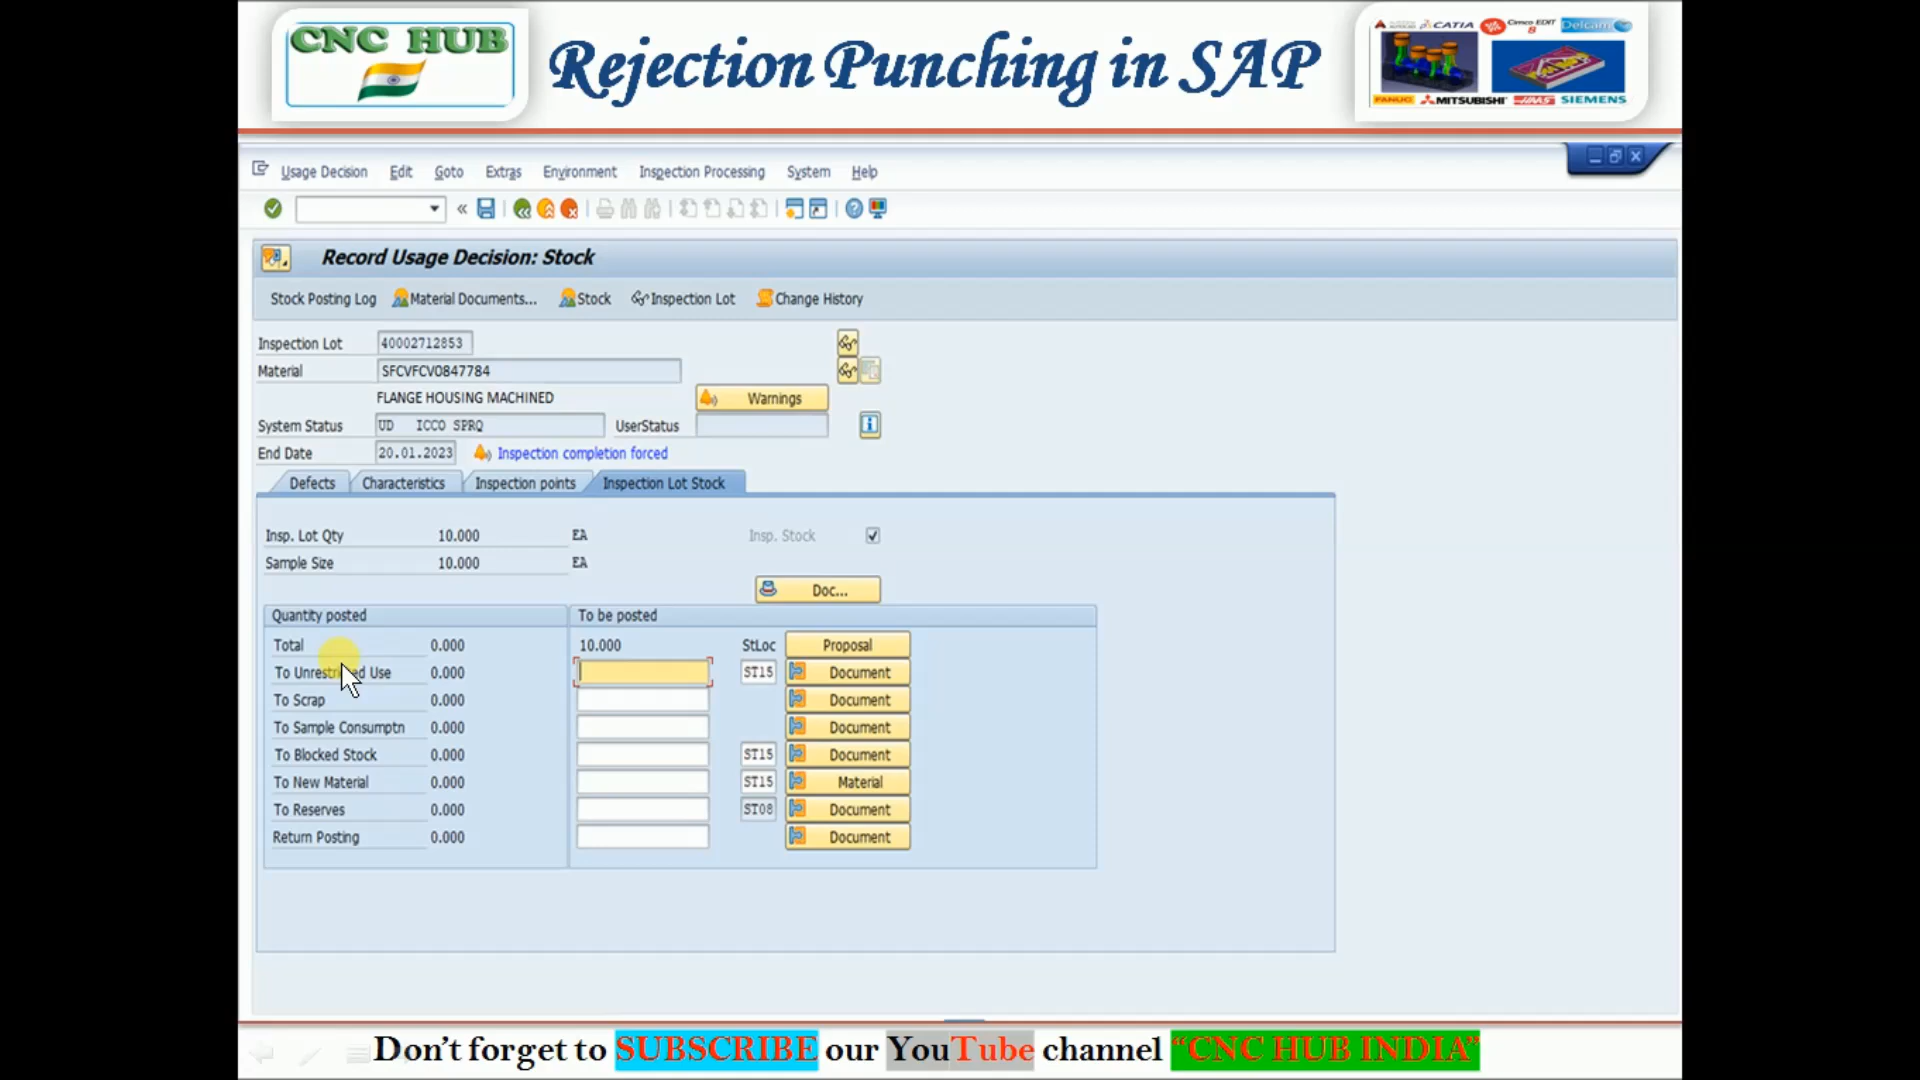 CNC HUB
Rejection Punching in SAP
CATIA Cimco EDIT 8 Delcam
FANUC MITSUBISHI HAAS SIEMENS
Usage Decision Edit Goto Extras Environment Inspection Processing System Help
Record Usage Decision: Stock
Stock Posting Log Material Documents... Stock Inspection Lot Change History
Inspection Lot 40002712853
Material SFCVFCVO847784
FLANGE HOUSING MACHINED Warnings
System Status UD ICCO SPRQ UserStatus
End Date 20.01.2023 Inspection completion forced
Defects Characteristics Inspection points Inspection Lot Stock
Insp. Lot Qty 10.000 EA Insp. Stock
Sample Size 10.000 EA
Doc...
Quantity posted To be posted
Total 0.000 10.000 StLoc Proposal
To Unrestricted Use 0.000 ST15 Document
To Scrap 0.000 Document
To Sample Consumptn 0.000 Document
To Blocked Stock 0.000 ST15 Document
To New Material 0.000 ST15 Material
To Reserves 0.000 ST08 Document
Return Posting 0.000 Document
Don't forget to SUBSCRIBE our YouTube channel "CNC HUB INDIA"